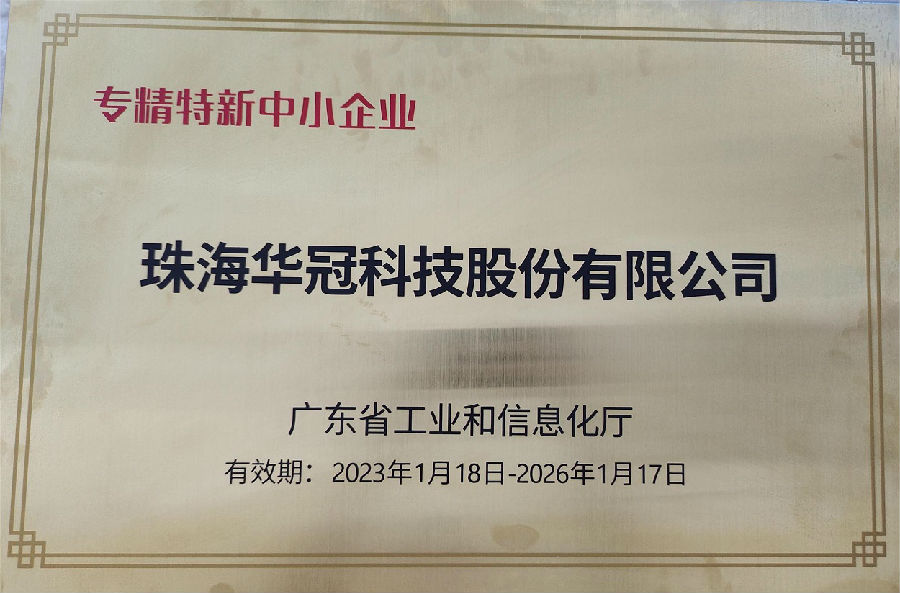 专精特新中小企业
珠海华冠科技股份有限公司
广东省工业和信息化厅
有效期：2023年1月18日-2026年1月17日